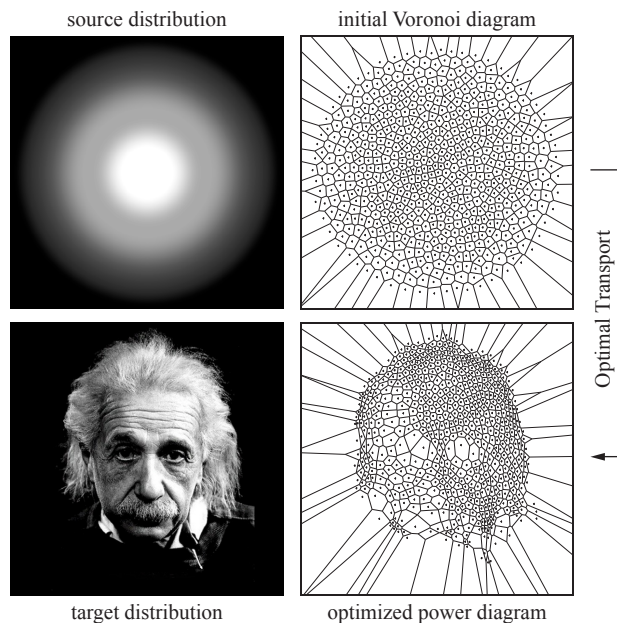 source distribution
initial Voronoi diagram
Optimal Transport
target distribution
optimized power diagram